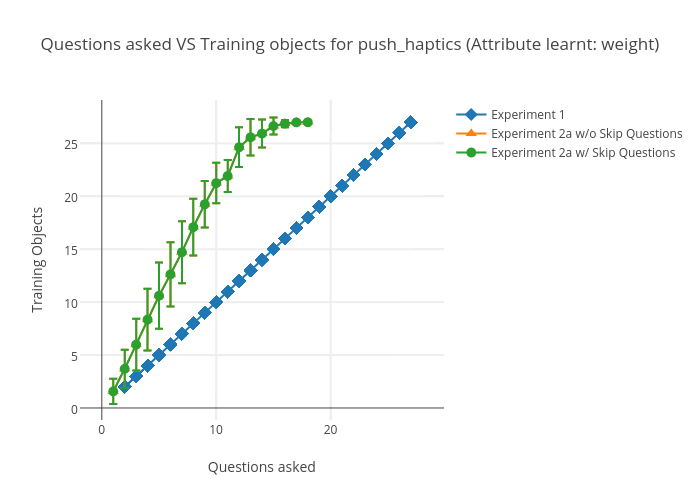 Questions asked VS Training objects for push_haptics (Attribute learnt: weight)
Experiment 1
Experiment 2a w/o Skip Questions
Experiment 2a w/ Skip Questions
Training Objects
25
20
15
10
5
0
0
10
20
Questions asked